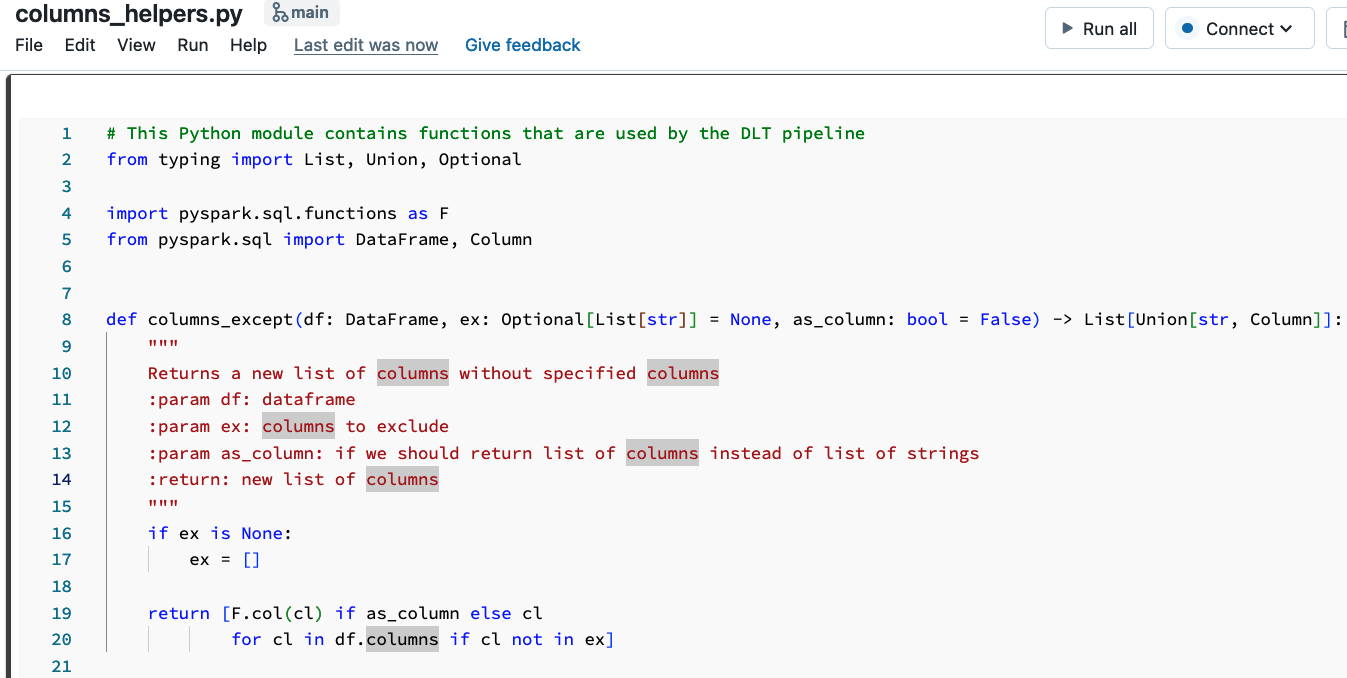 columns_helpers.py main
File Edit View Run Help Last edit was now Give feedback
Run all Connect
1 # This Python module contains functions that are used by the DLT pipeline
2 from typing import List, Union, Optional
3
4 import pyspark.sql.functions as F
5 from pyspark.sql import DataFrame, Column
6
7
8 def columns_except(df: DataFrame, ex: Optional[List[str]] = None, as_column: bool = False) -> List[Union[str, Column]]:
9     """
10     Returns a new list of columns without specified columns
11     :param df: dataframe
12     :param ex: columns to exclude
13     :param as_column: if we should return list of columns instead of list of strings
14     :return: new list of columns
15     """
16     if ex is None:
17         ex = []
18
19     return [F.col(cl) if as_column else cl
20             for cl in df.columns if cl not in ex]
21